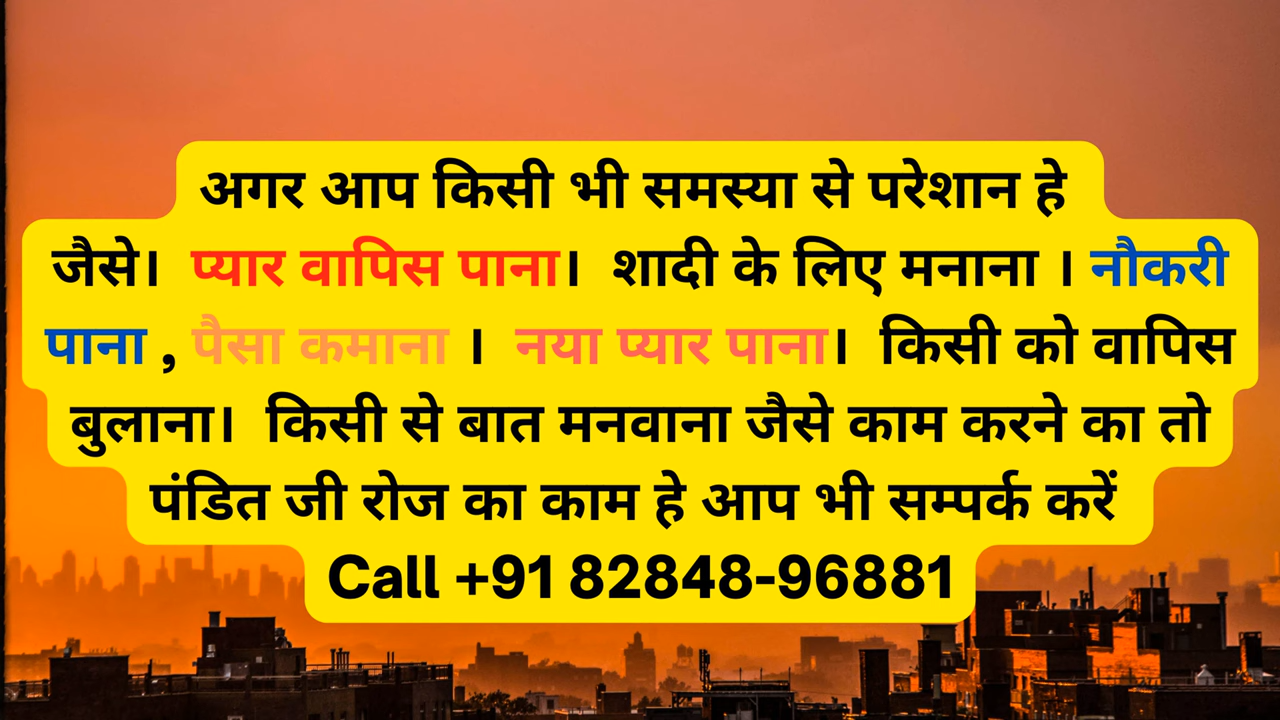 अगर आप किसी भी समस्या से परेशान हे
जैसे।  प्यार वापिस पाना।  शादी के लिए मनाना । नौकरी
पाना , पैसा कमाना ।  नया प्यार पाना।  किसी को वापिस
बुलाना।  किसी से बात मनवाना जैसे काम करने का तो
पंडित जी रोज का काम हे आप भी सम्पर्क करें
Call +91 82848-96881